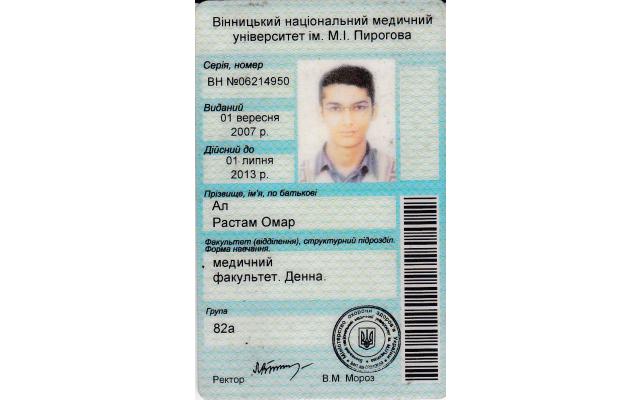 Вінницький національний медичний
університет ім. М.І. Пирогова
Серія, номер
ВН №06214950
Виданий
01 вересня
2007 р.
Дійсний до
01 липня
2013 р.
Прізвище, ім'я, по батькові
Ал
Растам Омар
Факультет (відділення), структурний підрозділ.
Форма навчання.
медичний
факультет. Денна.
Група
82а
Ректор
В.М Мороз